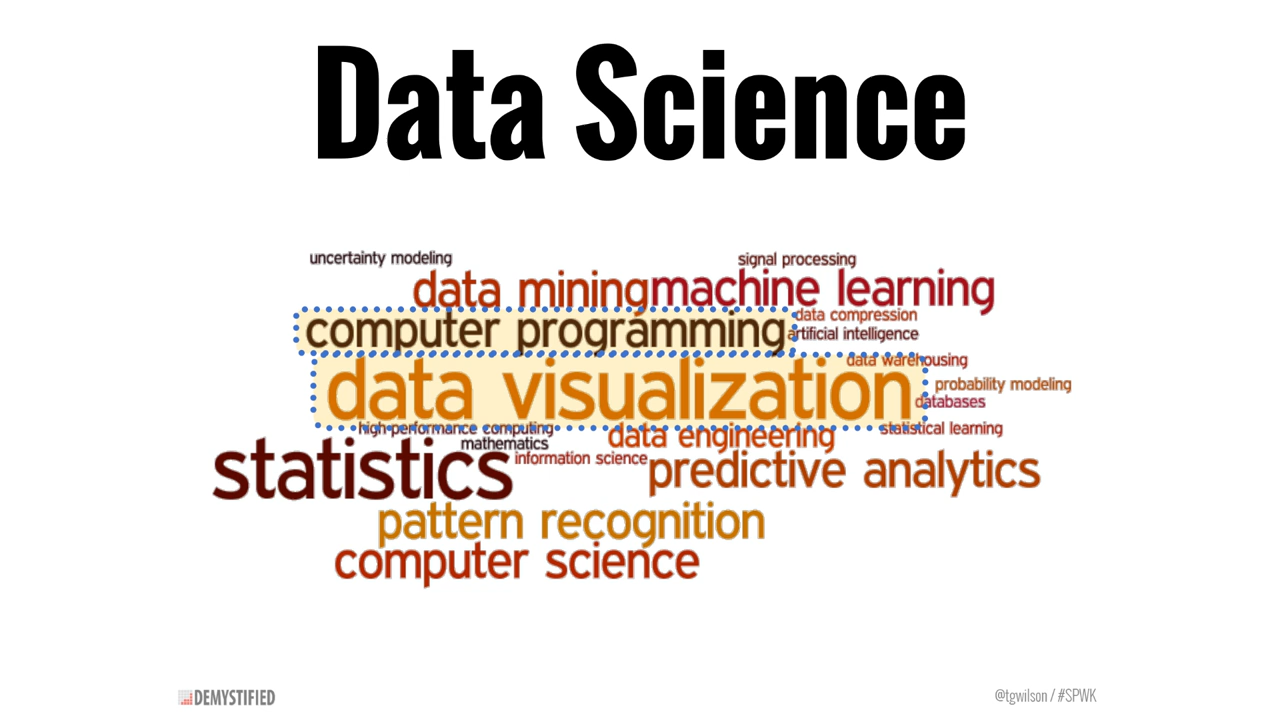 Data Science
uncertainty modeling
signal processing
data mining
machine learning
computer programming
data compression
artificial intelligence
data warehousing
data visualization
probability modeling
databases
high performance computing
data engineering
statistical learning
mathematics
statistics
information science
predictive analytics
pattern recognition
computer science
DEMYSTIFIED
@tgwilson / #SPWK